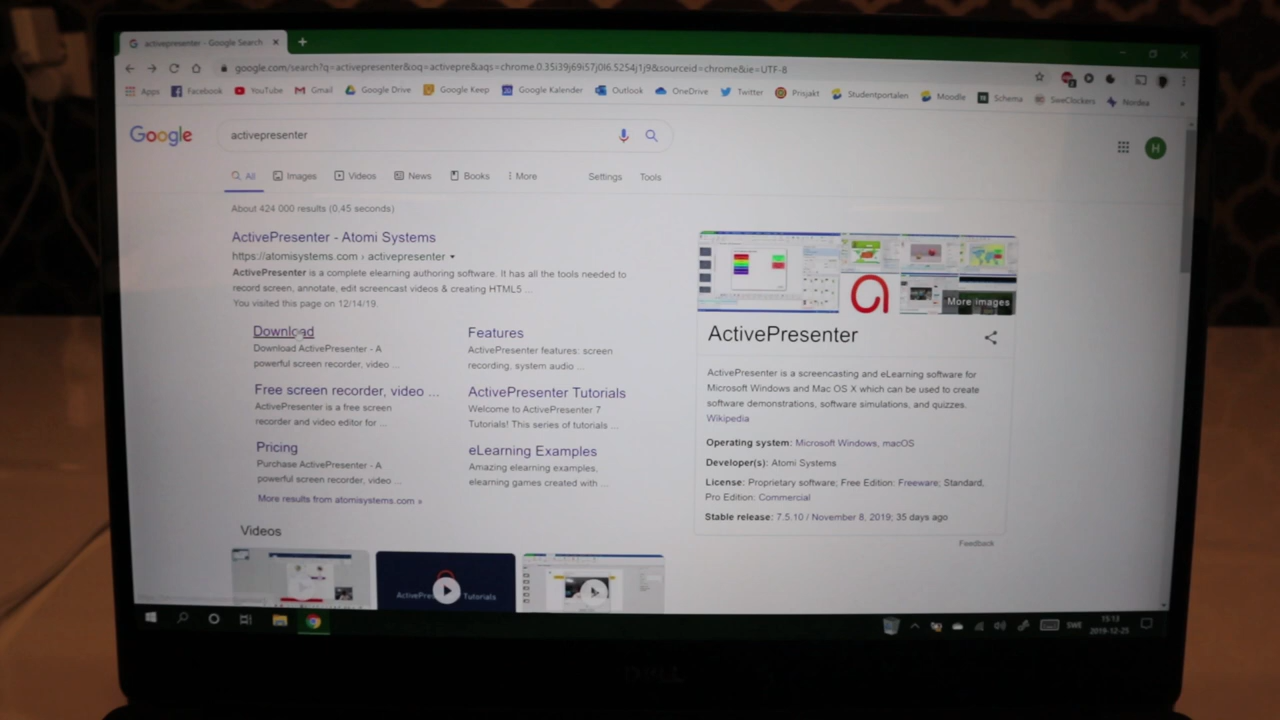 activepresenter - Google Search
google.com/search?q=activepresenter&oq=activepre&aqs=chrome.0.35i39j69i57j0l6.5254j1j9&sourceid=chrome&ie=UTF-8
Apps Facebook YouTube Gmail Google Drive Google Keep Google Kalender Outlook OneDrive Twitter Prisjakt Studentportalen Moodle Schema SweClockers Nordea
Google activepresenter H
All Images Videos News Books More Settings Tools
About 424 000 results (0,45 seconds)
ActivePresenter - Atomi Systems
https://atomisystems.com › activepresenter
ActivePresenter is a complete elearning authoring software. It has all the tools needed to
record screen, annotate, edit screencast videos & creating HTML5 ...
You visited this page on 12/14/19.
Download
Download ActivePresenter - A
powerful screen recorder, video ...
Features
ActivePresenter features: screen
recording, system audio ...
Free screen recorder, video ...
ActivePresenter is a free screen
recorder and video editor for ...
ActivePresenter Tutorials
Welcome to ActivePresenter 7
Tutorials! This series of tutorials ...
Pricing
Purchase ActivePresenter - A
powerful screen recorder, video ...
eLearning Examples
Amazing elearning examples,
elearning games created with ...
More results from atomisystems.com »
Videos
Tutorials
More images
ActivePresenter
ActivePresenter is a screencasting and eLearning software for
Microsoft Windows and Mac OS X which can be used to create
software demonstrations, software simulations, and quizzes.
Wikipedia
Operating system: Microsoft Windows, macOS
Developer(s): Atomi Systems
License: Proprietary software; Free Edition: Freeware; Standard,
Pro Edition: Commercial
Stable release: 7.5.10 / November 8, 2019; 35 days ago
Feedback
SWE
15:13
2019-12-25
DELL